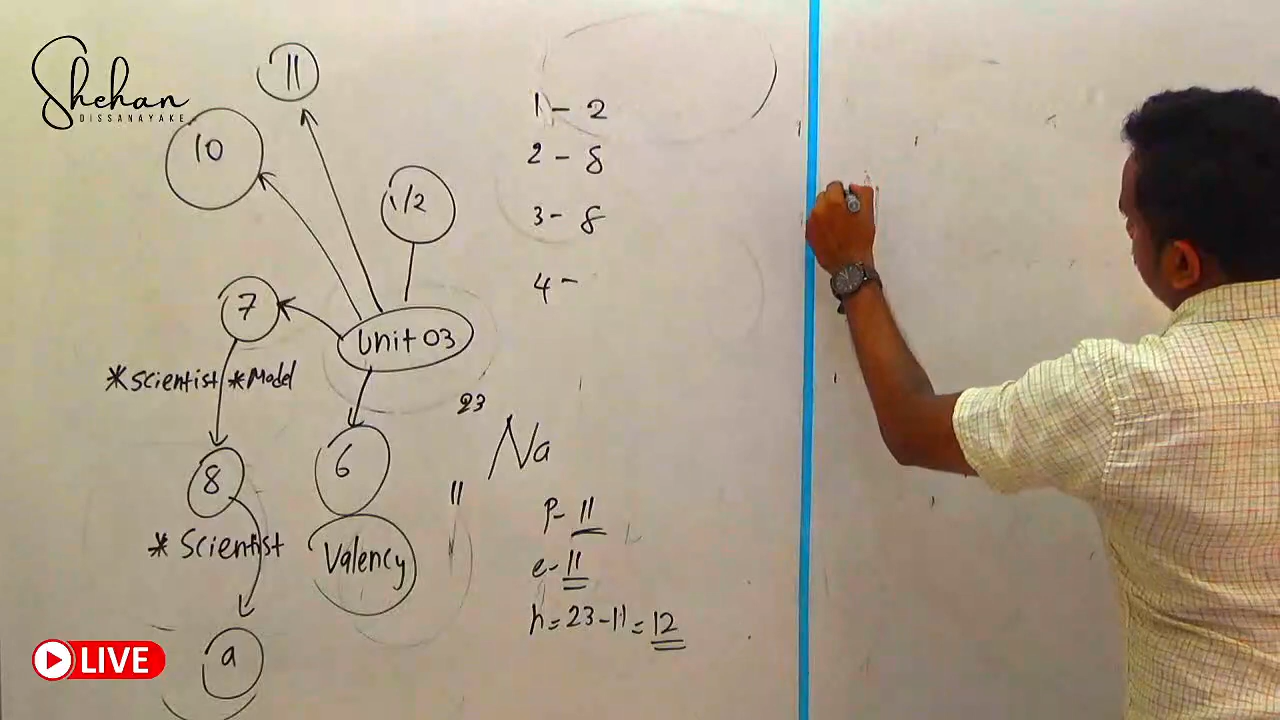 Shehan
DISSANAYAKE
11
10
1/2
7
Unit 03
*Scientist/*Model
8
6
* Scientist
Valency
a
1 - 2
2 - 8
3 - 8
4 -
23
Na
11
P- 11
e- 11
n = 23-11 = 12
LIVE